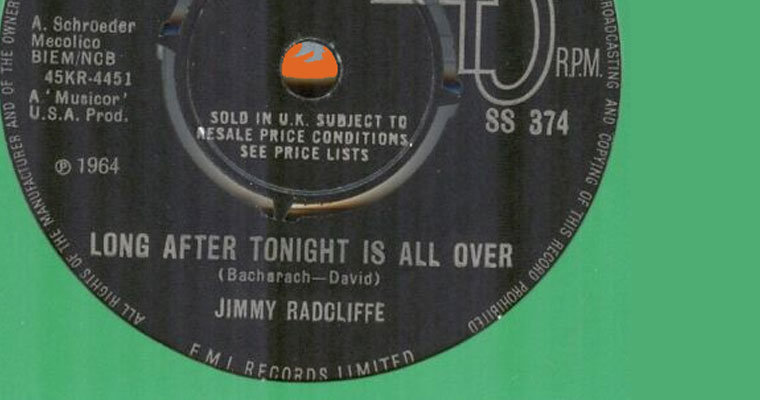 A. Schroeder
Mecolico
BIEM/NCB
45KR-4451
A 'Musicor'
U.S.A. Prod.
℗ 1964
45
R.P.M.
SS 374
SOLD IN U.K. SUBJECT TO
RESALE PRICE CONDITIONS,
SEE PRICE LISTS
LONG AFTER TONIGHT IS ALL OVER
(Bacharach—David)
JIMMY RADCLIFFE
E.M.I. RECORDS LIMITED
ALL RIGHTS OF THE MANUFACTURER AND OF THE OWNER
BROADCASTING AND COPYING OF THIS RECORD PROHIBITED